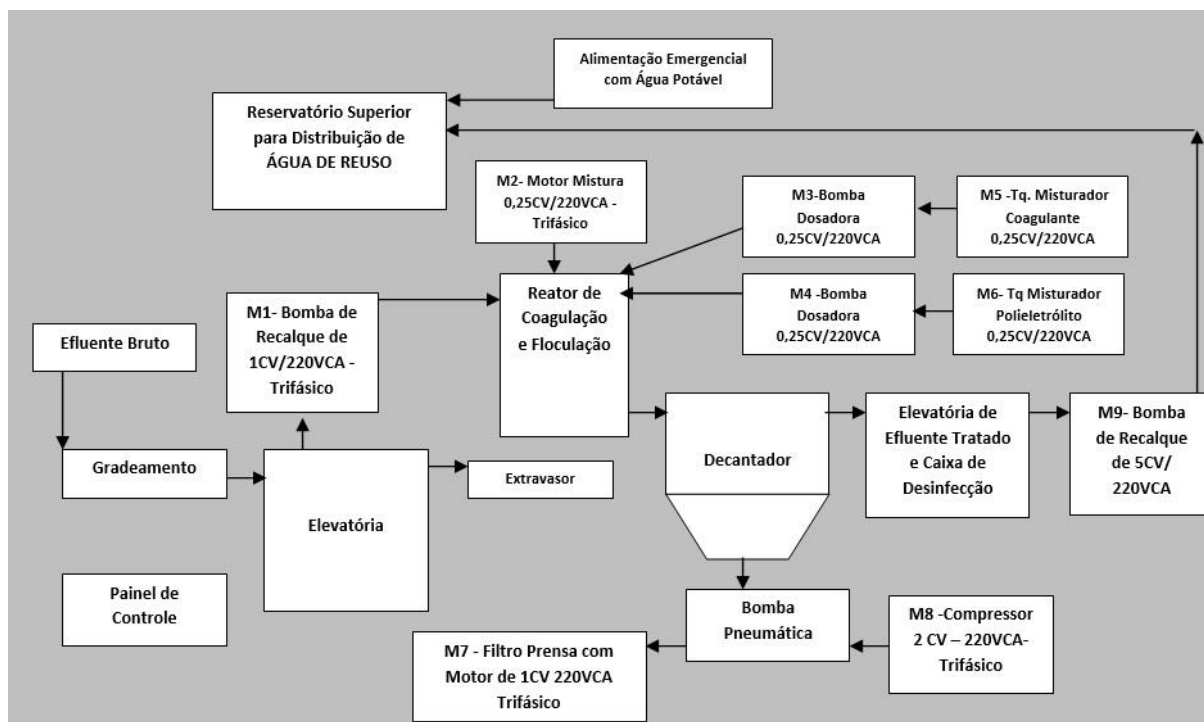 Alimentação Emergencial
com Água Potável
Reservatório Superior
para Distribuição de
ÁGUA DE REUSO
M2- Motor Mistura
0,25CV/220VCA -
Trifásico
M3-Bomba
Dosadora
0,25CV/220VCA
M5 -Tq. Misturador
Coagulante
0,25CV/220VCA
M1- Bomba de
Recalque de
1CV/220VCA -
Trifásico
Reator de
Coagulação
e Floculação
M4 -Bomba
Dosadora
0,25CV/220VCA
M6- Tq Misturador
Polieletrólito
0,25CV/220VCA
Efluente Bruto
Gradeamento
Elevatória
Extravasor
Decantador
Elevatória de
Efluente Tratado
e Caixa de
Desinfecção
M9- Bomba
de Recalque
de 5CV/
220VCA
Painel de
Controle
Bomba
Pneumática
M8 -Compressor
2 CV – 220VCA-
Trifásico
M7 - Filtro Prensa com
Motor de 1CV 220VCA
Trifásico